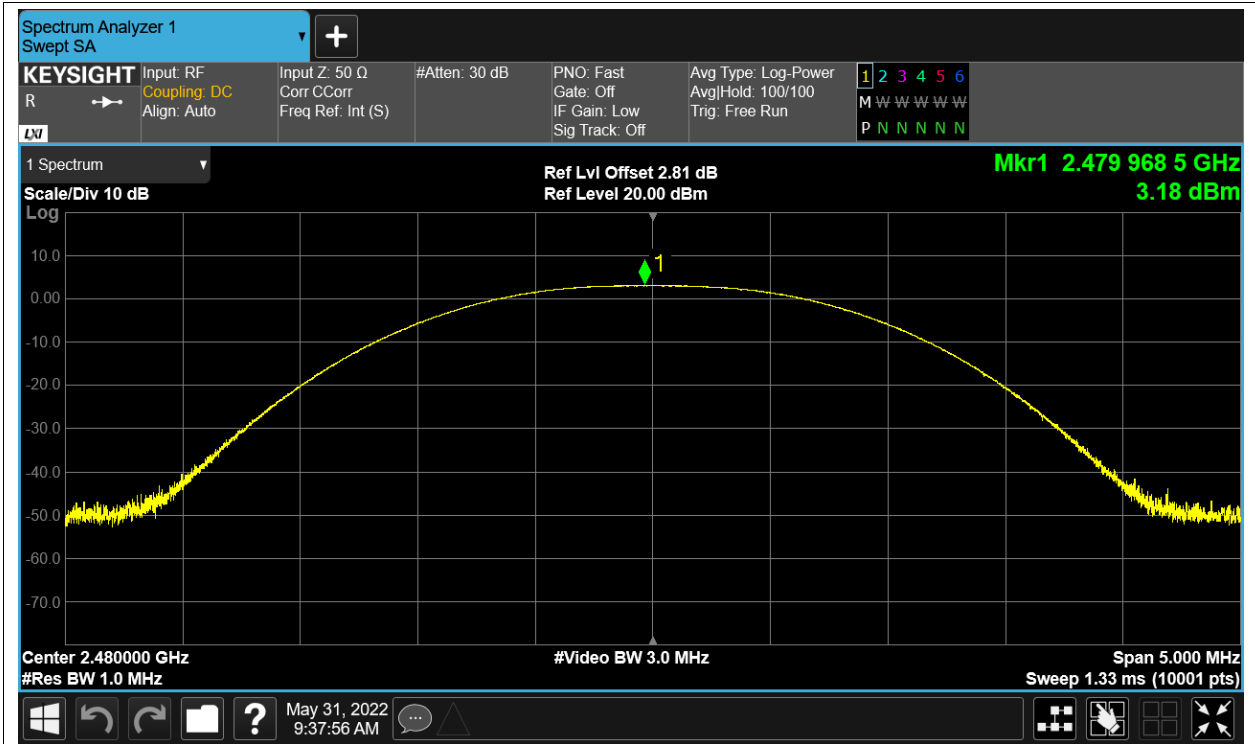 Spectrum Analyzer 1
Swept SA
KEYSIGHT
R
LXI
Input: RF
Coupling: DC
Align: Auto
Input Z: 50 Ω
Corr CCorr
Freq Ref: Int (S)
#Atten: 30 dB
PNO: Fast
Gate: Off
IF Gain: Low
Sig Track: Off
Avg Type: Log-Power
Avg|Hold: 100/100
Trig: Free Run
1 2 3 4 5 6
M W W W W W
P N N N N N
1 Spectrum
Scale/Div 10 dB
Log
Ref Lvl Offset 2.81 dB
Ref Level 20.00 dBm
Mkr1 2.479 968 5 GHz
3.18 dBm
1
10.0
0.00
-10.0
-20.0
-30.0
-40.0
-50.0
-60.0
-70.0
Center 2.480000 GHz
#Res BW 1.0 MHz
#Video BW 3.0 MHz
Span 5.000 MHz
Sweep 1.33 ms (10001 pts)
?
May 31, 2022
9:37:56 AM